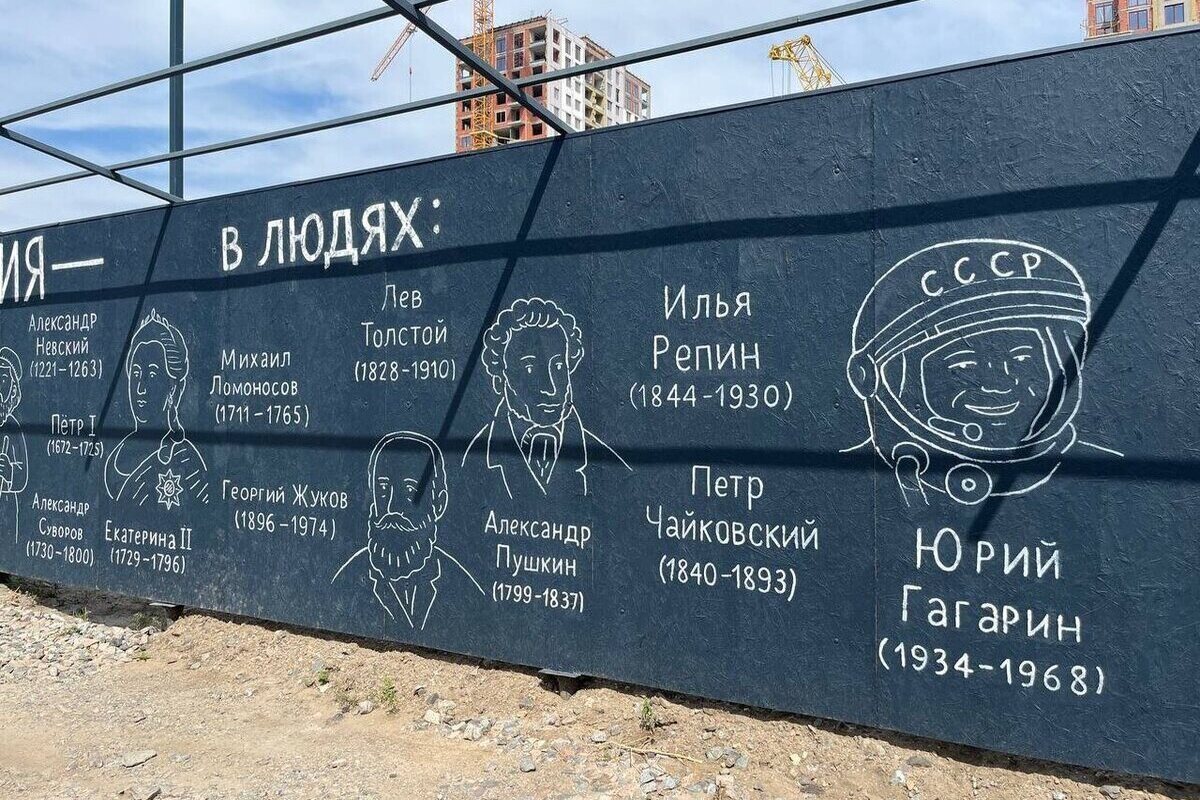 ИЯ — В ЛЮДЯХ:
Александр
Невский
(1221-1263)
Пётр I
(1672-1725)
Александр
Суворов
(1730-1800)
Екатерина II
(1729-1796)
Михаил
Ломоносов
(1711-1765)
Георгий Жуков
(1896-1974)
Лев
Толстой
(1828-1910)
Александр
Пушкин
(1799-1837)
Илья
Репин
(1844-1930)
Петр
Чайковский
(1840-1893)
СССР
Юрий
Гагарин
(1934-1968)